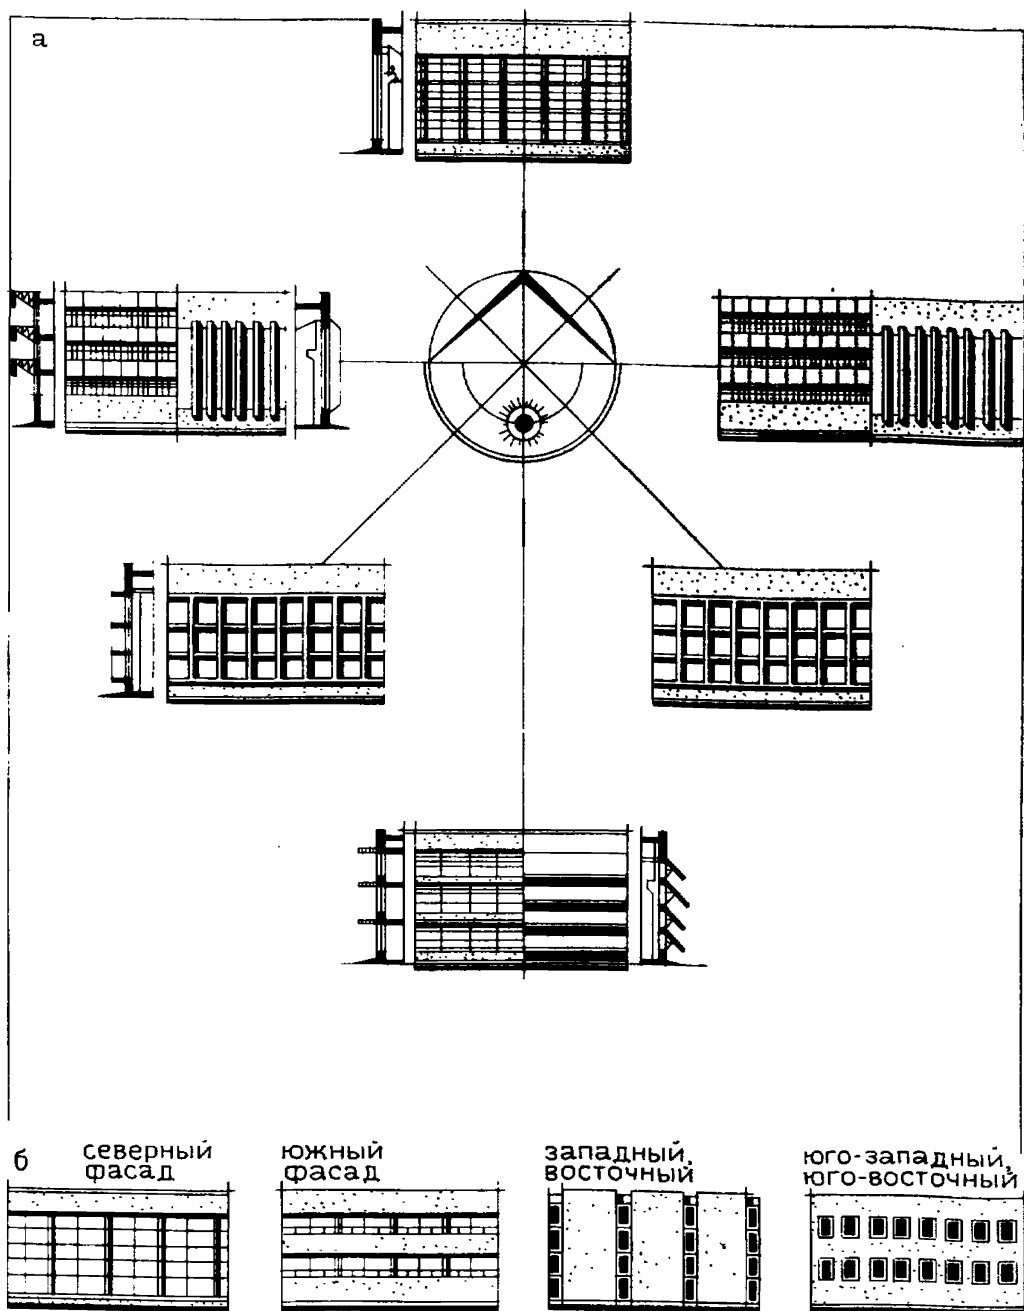 а
б
северный
фасад
южный
фасад
западный,
восточный
юго-западный,
юго-восточный